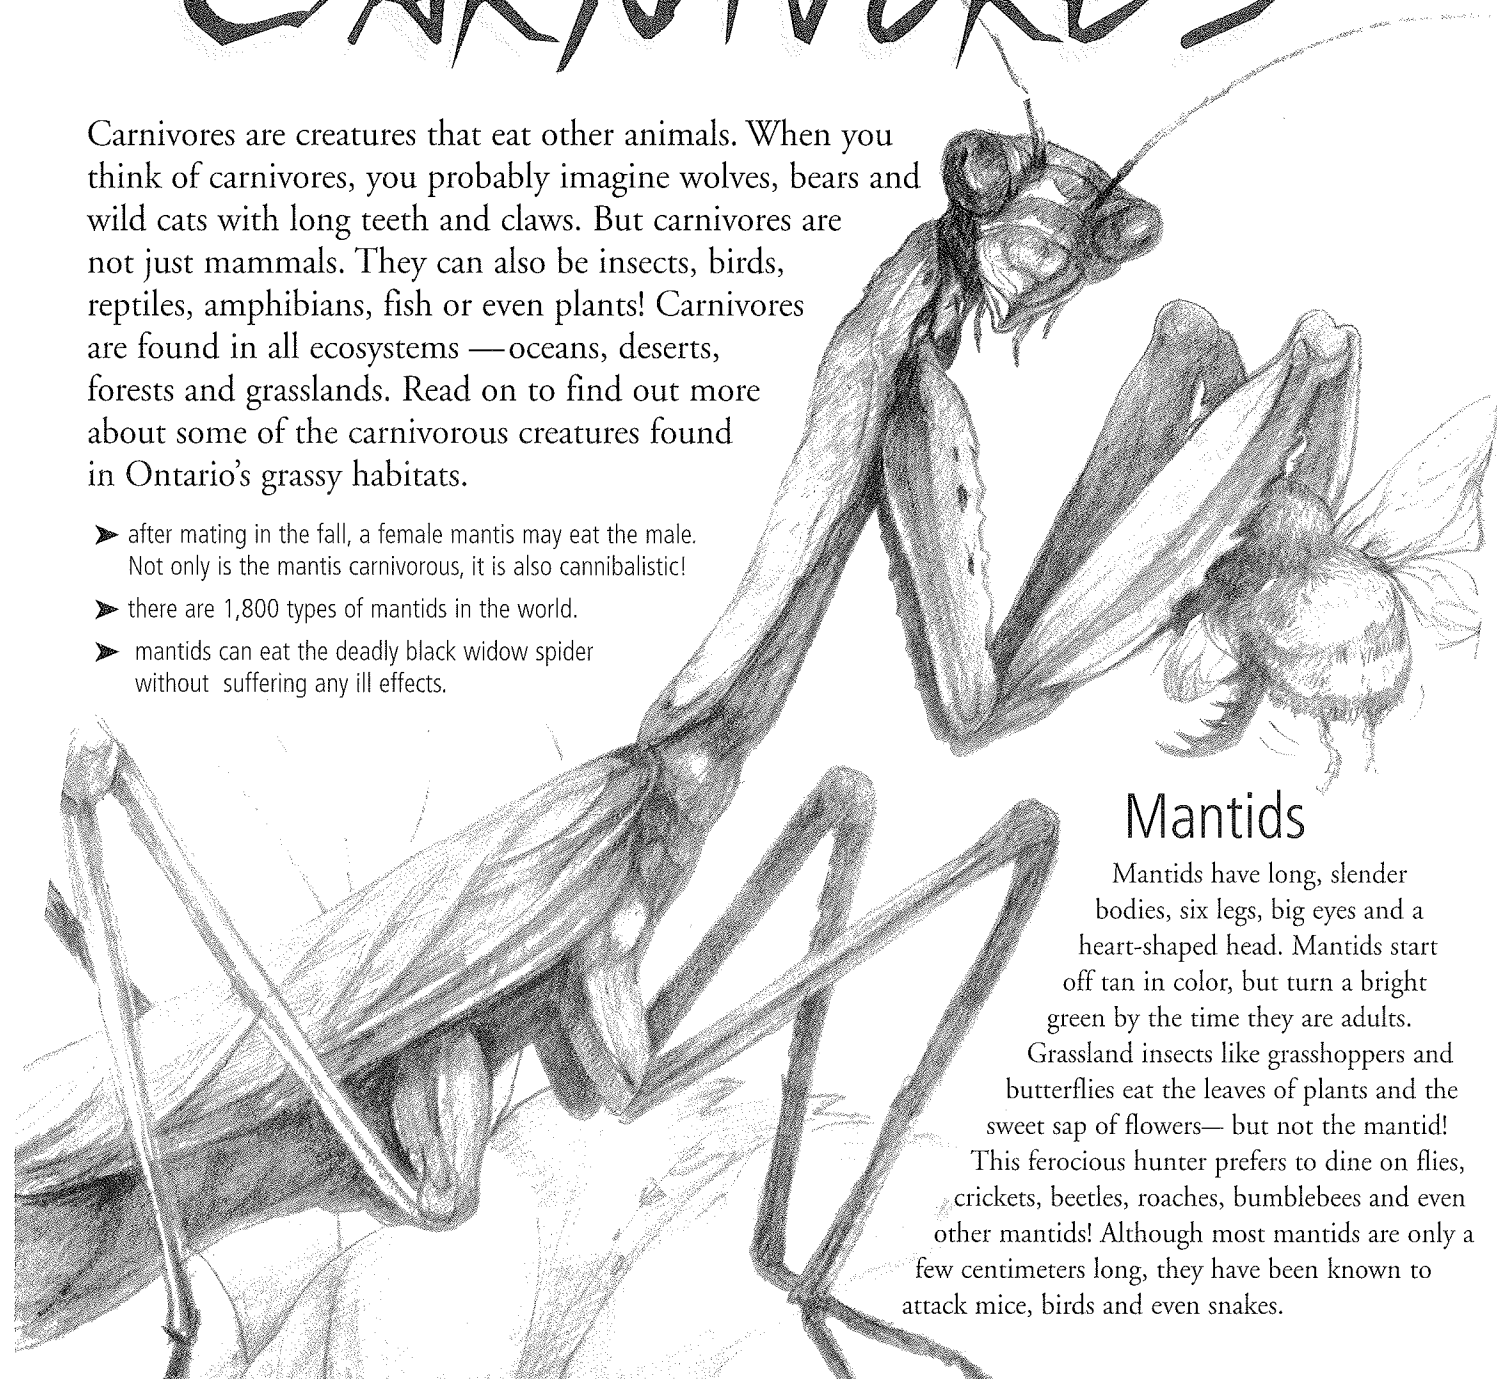 CARNIVORES
Carnivores are creatures that eat other animals. When you
think of carnivores, you probably imagine wolves, bears and
wild cats with long teeth and claws. But carnivores are
not just mammals. They can also be insects, birds,
reptiles, amphibians, fish or even plants! Carnivores
are found in all ecosystems —oceans, deserts,
forests and grasslands. Read on to find out more
about some of the carnivorous creatures found
in Ontario’s grassy habitats.
➤ after mating in the fall, a female mantis may eat the male.
Not only is the mantis carnivorous, it is also cannibalistic!
➤ there are 1,800 types of mantids in the world.
➤ mantids can eat the deadly black widow spider
without suffering any ill effects.
Mantids
Mantids have long, slender
bodies, six legs, big eyes and a
heart-shaped head. Mantids start
off tan in color, but turn a bright
green by the time they are adults.
Grassland insects like grasshoppers and
butterflies eat the leaves of plants and the
sweet sap of flowers— but not the mantid!
This ferocious hunter prefers to dine on flies,
crickets, beetles, roaches, bumblebees and even
other mantids! Although most mantids are only a
few centimeters long, they have been known to
attack mice, birds and even snakes.